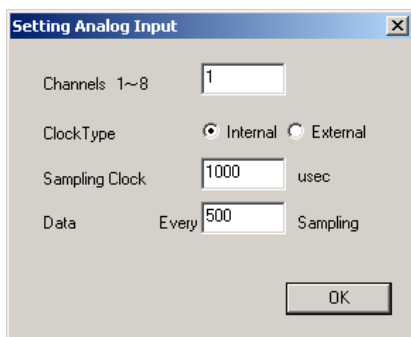 Setting Analog Input
Channels 1~8 1
ClockType Internal External
Sampling Clock 1000 usec
Data Every 500 Sampling
OK